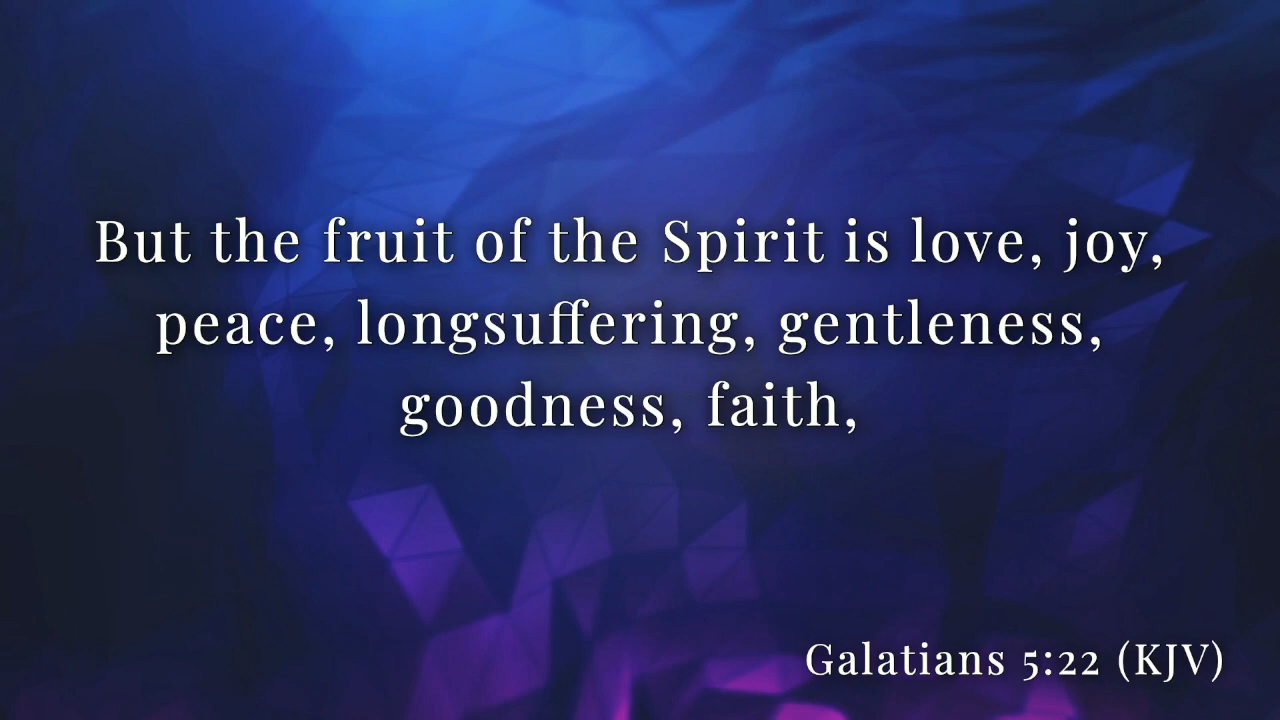 But the fruit of the Spirit is love, joy,
peace, longsuffering, gentleness,
goodness, faith,
Galatians 5:22 (KJV)